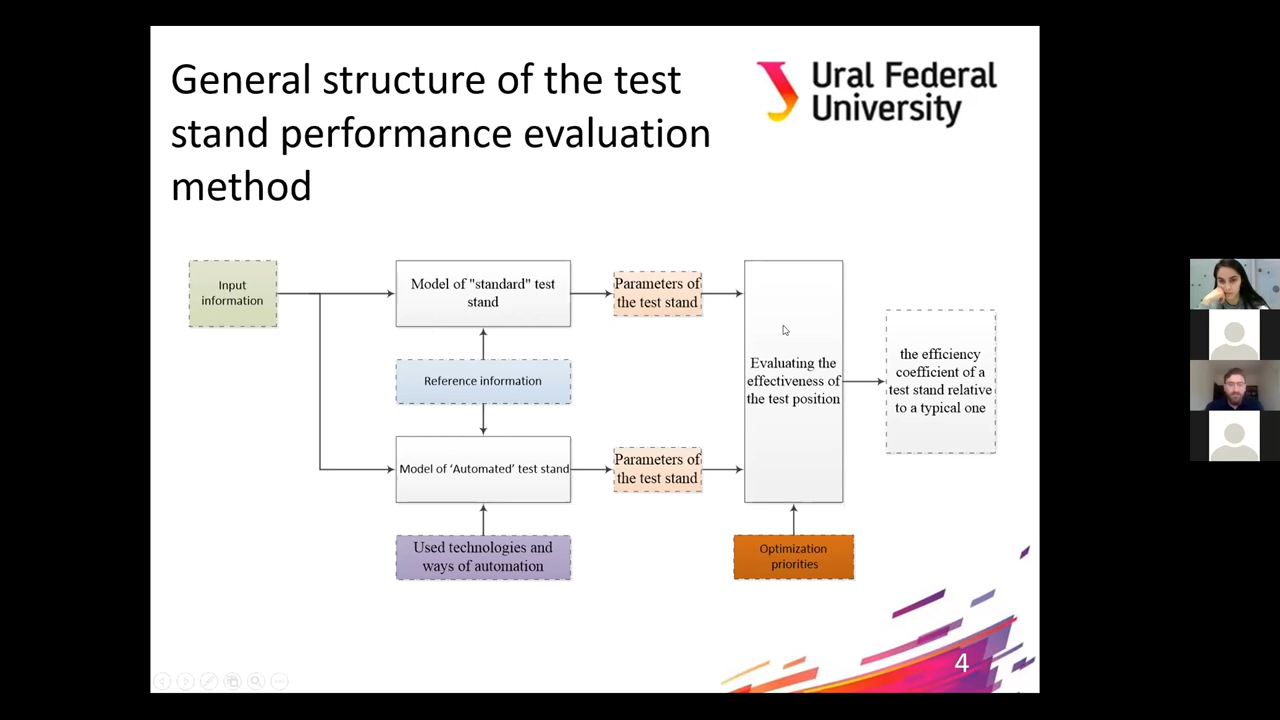 General structure of the test
stand performance evaluation
method
Ural Federal
University
Input
information
Model of "standard" test
stand
Parameters of
the test stand
Reference information
Evaluating the
effectiveness of
the test position
the efficiency
coefficient of a
test stand relative
to a typical one
Model of ‘Automated’ test stand
Parameters of
the test stand
Used technologies and
ways of automation
Optimization
priorities
4